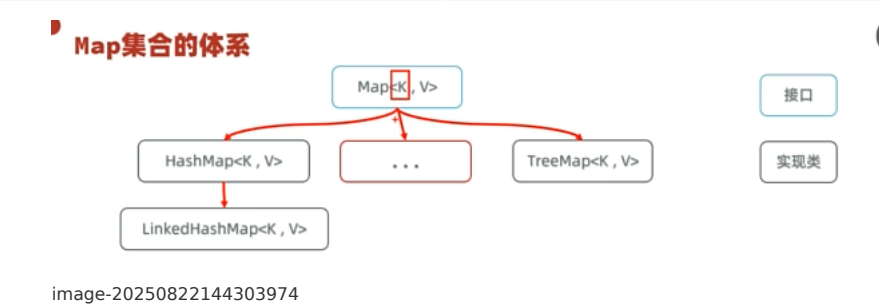 Map集合的体系
Map<K , V>
接口
HashMap<K , V>
...
TreeMap<K , V>
实现类
LinkedHashMap<K , V>
image-20250822144303974